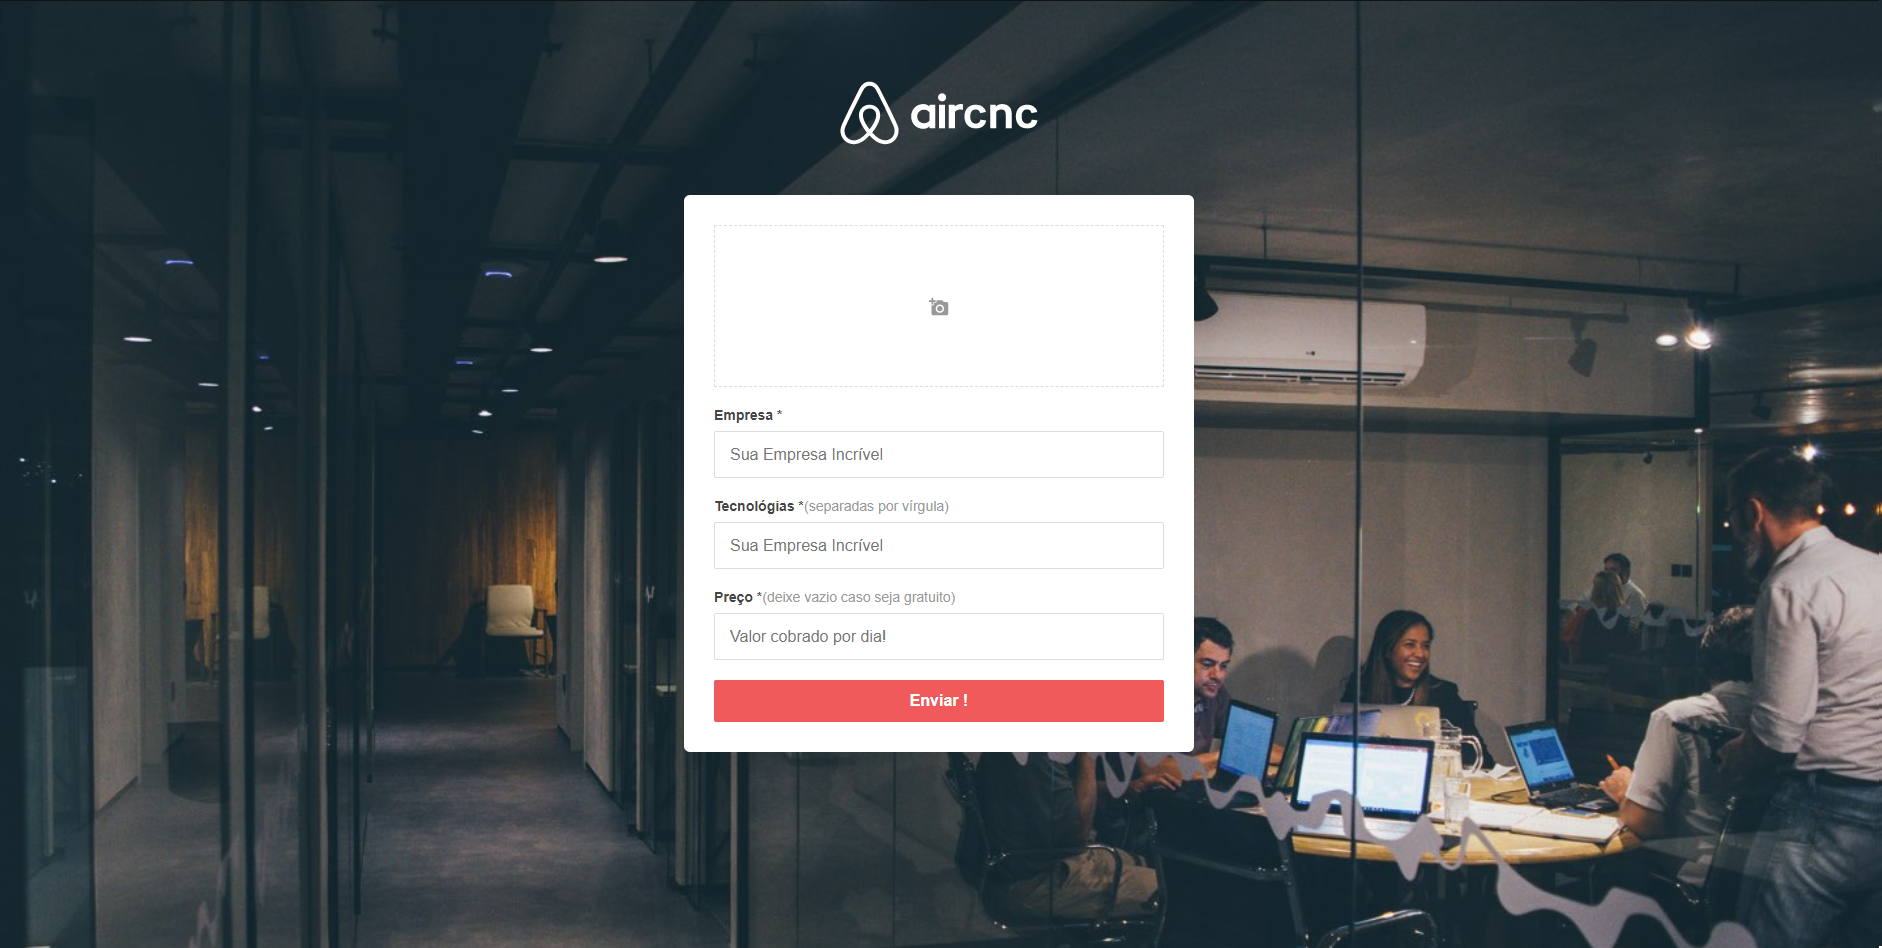 aircnc
Empresa *
Sua Empresa Incrível
Tecnológias *(separadas por vírgula)
Sua Empresa Incrível
Preço *(deixe vazio caso seja gratuito)
Valor cobrado por dia!
Enviar !